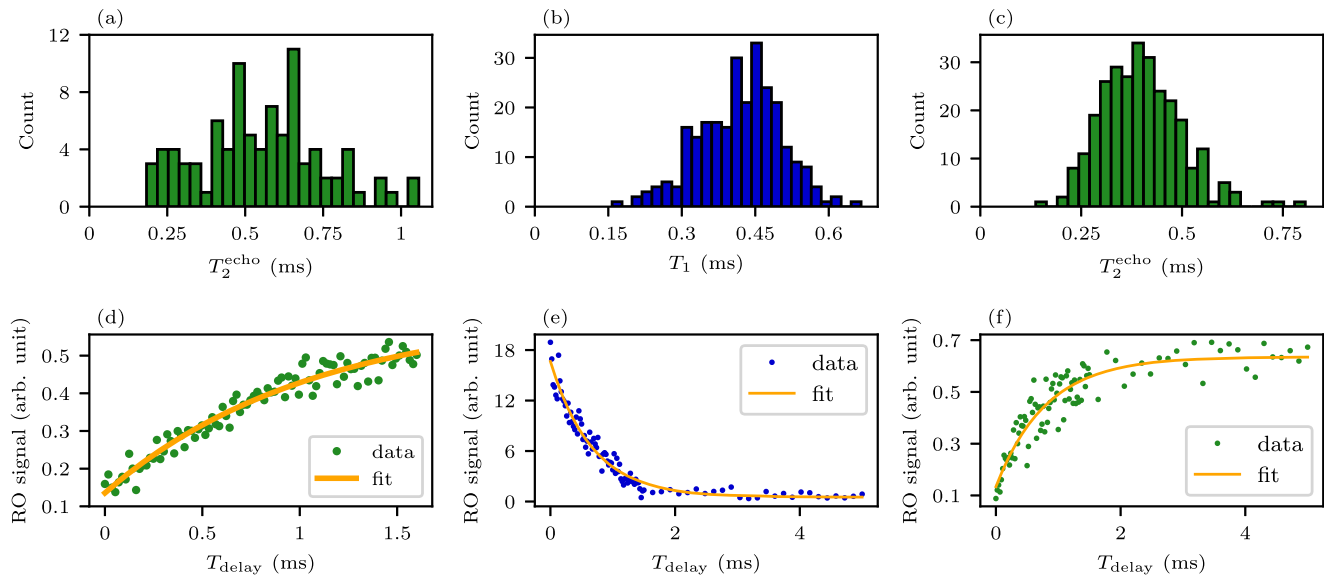 (a)
12
8
4
0
Count
0 0.25 0.5 0.75 1
T₂ᵉᶜʰᵒ (ms)
(b)
30
20
10
0
Count
0 0.15 0.3 0.45 0.6
T₁ (ms)
(c)
30
20
10
0
Count
0 0.25 0.5 0.75
T₂ᵉᶜʰᵒ (ms)
(d)
0.5
0.4
0.3
0.2
0.1
RO signal (arb. unit)
data
fit
0 0.5 1 1.5
T_delay (ms)
(e)
18
12
6
0
RO signal (arb. unit)
data
fit
0 2 4
T_delay (ms)
(f)
0.7
0.5
0.3
0.1
RO signal (arb. unit)
data
fit
0 2 4
T_delay (ms)